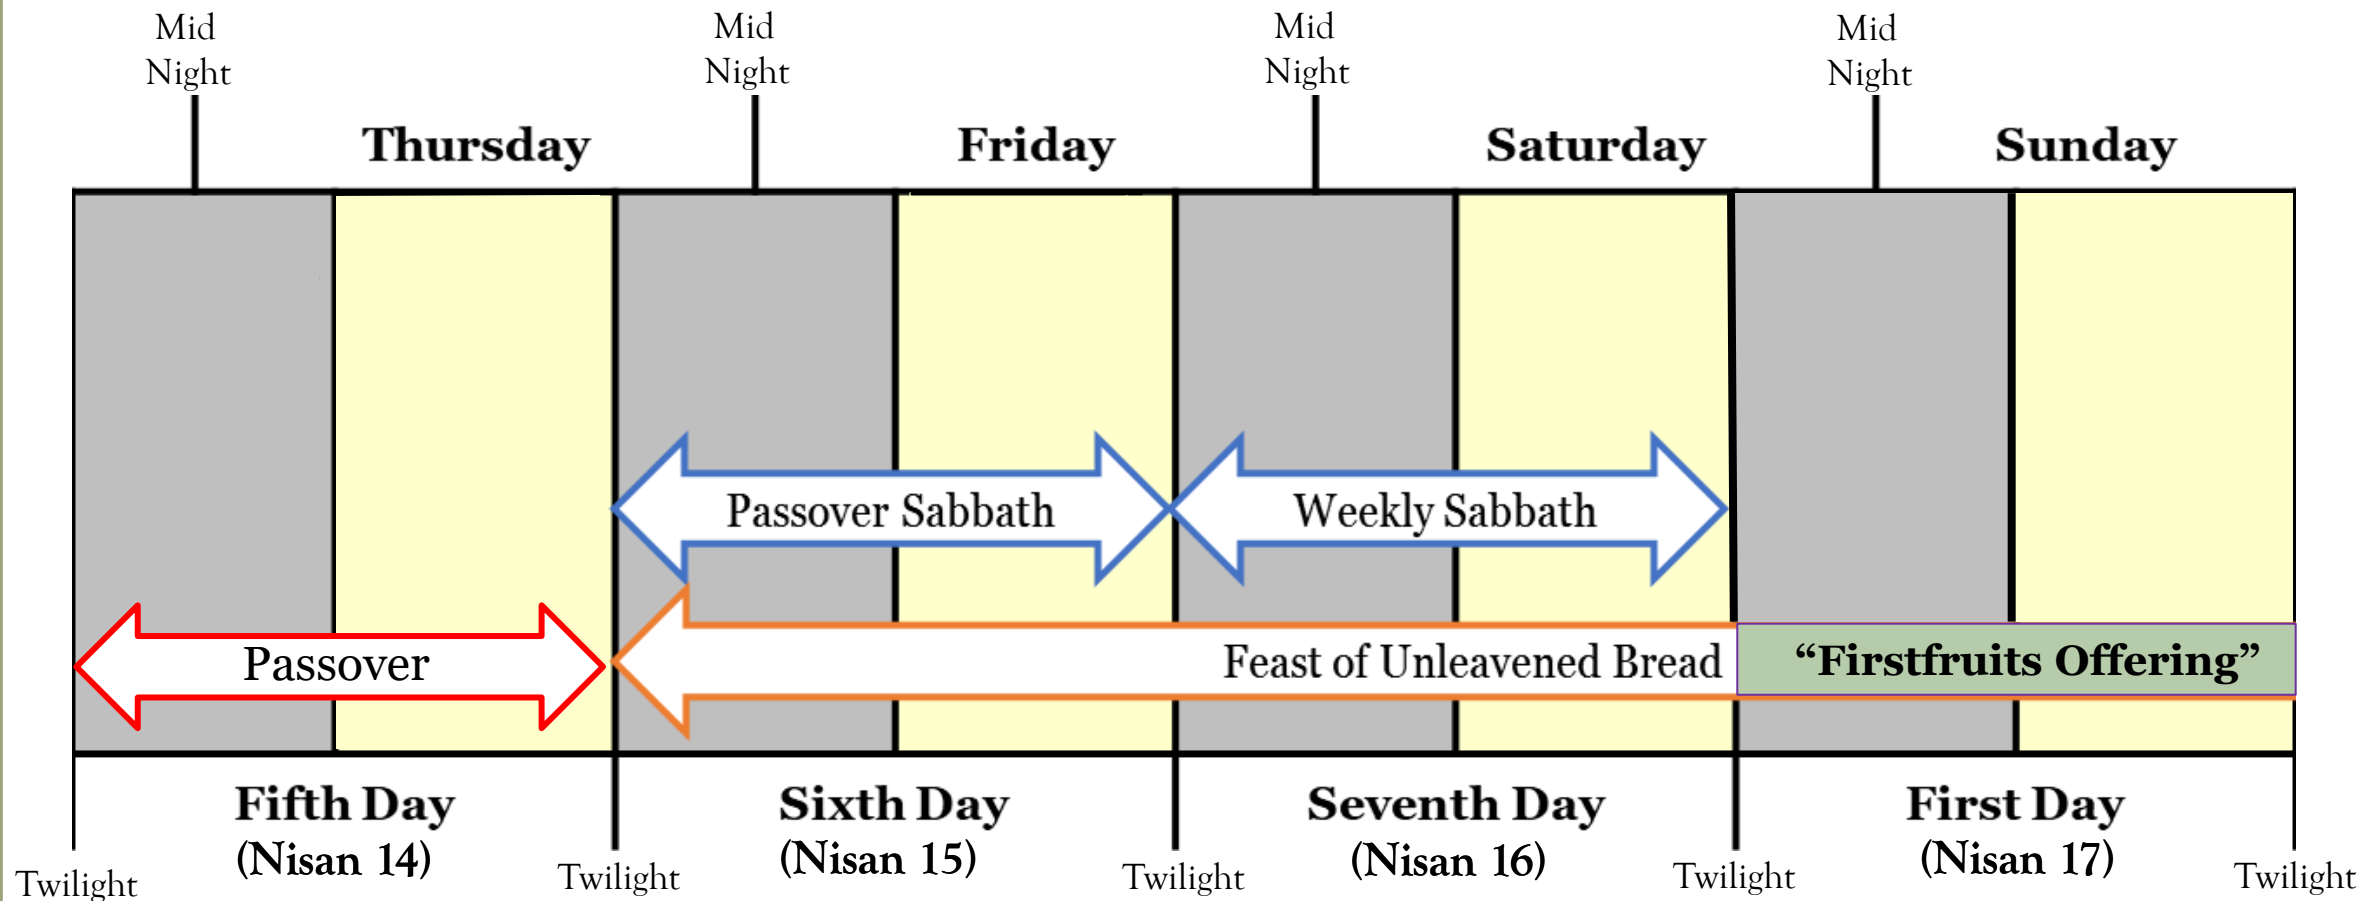 Mid
Night
Mid
Night
Mid
Night
Mid
Night
Thursday
Friday
Saturday
Sunday
Passover Sabbath
Weekly Sabbath
Passover
Feast of Unleavened Bread
“Firstfruits Offering”
Fifth Day
(Nisan 14)
Sixth Day
(Nisan 15)
Seventh Day
(Nisan 16)
First Day
(Nisan 17)
Twilight
Twilight
Twilight
Twilight
Twilight